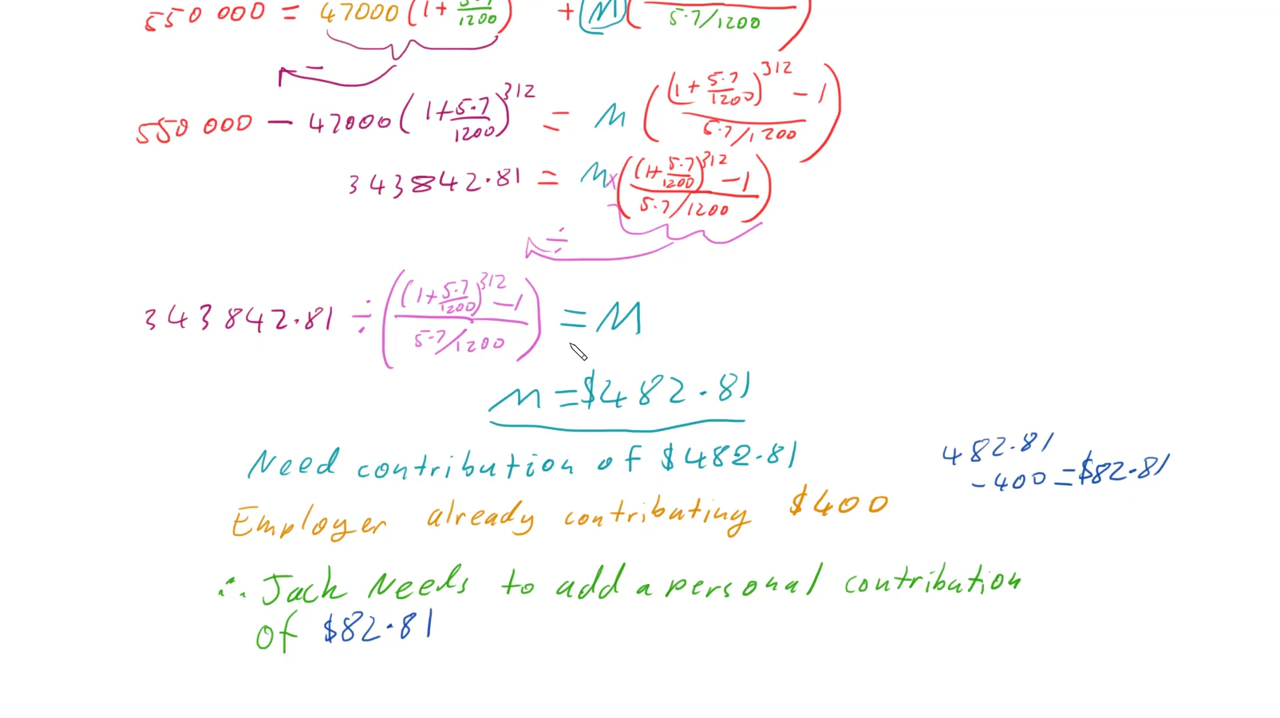 550 000 = 47000 (1 + 5.7/1200) + M ( 5.7/1200 )
−
550 000 − 47000 (1 + 5.7/1200)^312 = M ( ((1 + 5.7/1200)^312 − 1) / (5.7/1200) )
343842.81 = M × ( ((1 + 5.7/1200)^312 − 1) / (5.7/1200) )
÷
343842.81 ÷ ( ((1 + 5.7/1200)^312 − 1) / (5.7/1200) ) = M
M = $482.81
Need contribution of $482.81
482.81
− 400 = $82.81
Employer already contributing $400
∴ Jack Needs to add a personal contribution
of $82.81